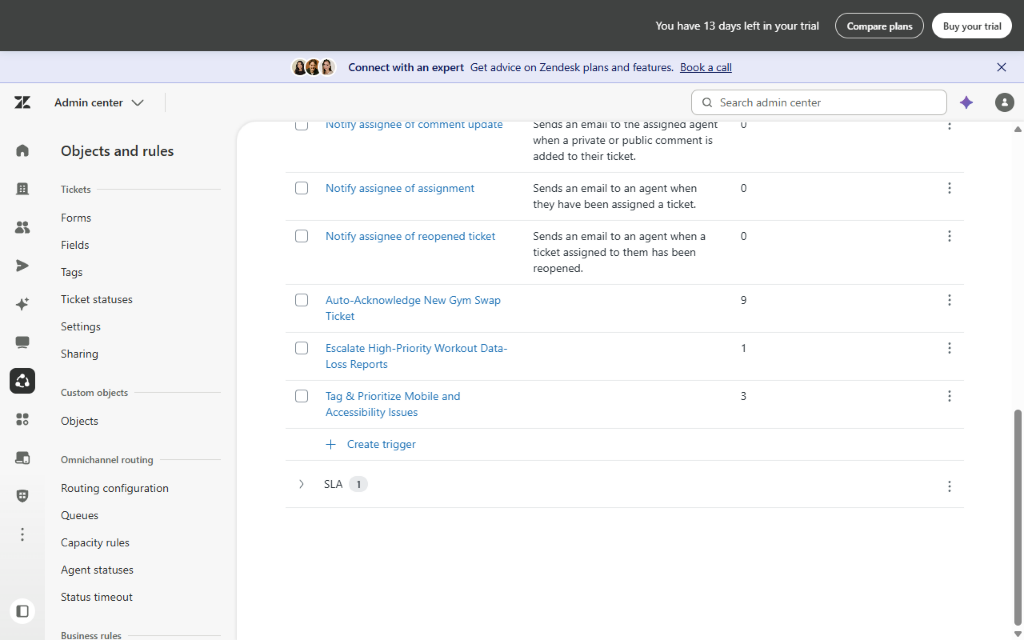 You have 13 days left in your trial
Compare plans
Buy your trial
Connect with an expert Get advice on Zendesk plans and features. Book a call
Admin center
Search admin center
Objects and rules
Tickets
Forms
Fields
Tags
Ticket statuses
Settings
Sharing
Custom objects
Objects
Omnichannel routing
Routing configuration
Queues
Capacity rules
Agent statuses
Status timeout
Business rules
Notify assignee of comment update
Sends an email to the assigned agent
when a private or public comment is
added to their ticket.
0
Notify assignee of assignment
Sends an email to an agent when
they have been assigned a ticket.
0
Notify assignee of reopened ticket
Sends an email to an agent when a
ticket assigned to them has been
reopened.
0
Auto-Acknowledge New Gym Swap
Ticket
9
Escalate High-Priority Workout Data-
Loss Reports
1
Tag & Prioritize Mobile and
Accessibility Issues
3
Create trigger
SLA 1